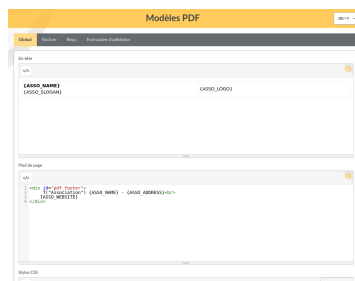 Modèles PDF
Global Facture Reçu Formulaire d'adhésion
En-tête
</>
{ASSO_NAME}
{ASSO_SLOGAN}
{ASSO_LOGO}
Pied de page
</>
1 <div id="pdf_footer">
2 T("Association") {ASSO_NAME} - {ASSO_ADDRESS}<br>
3 {ASSO_WEBSITE}
4 </div>
Styles CSS